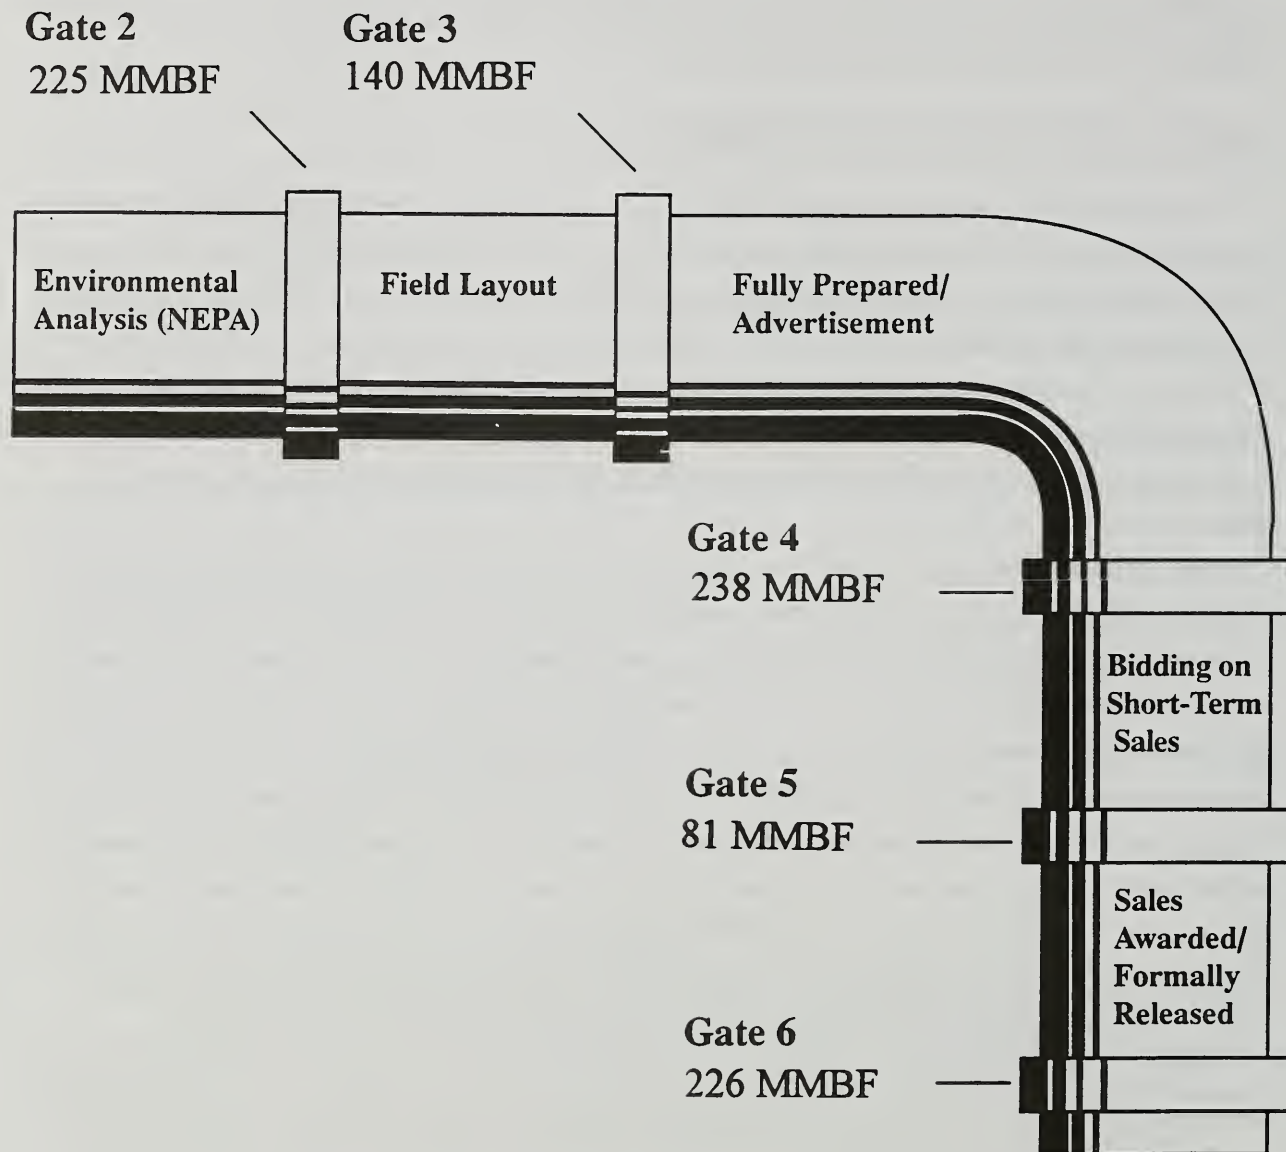 Gate 2
225 MMBF
Gate 3
140 MMBF
Environmental
Analysis (NEPA)
Field Layout
Fully Prepared/
Advertisement
Gate 4
238 MMBF
Bidding on
Short-Term
Sales
Gate 5
81 MMBF
Sales
Awarded/
Formally
Released
Gate 6
226 MMBF